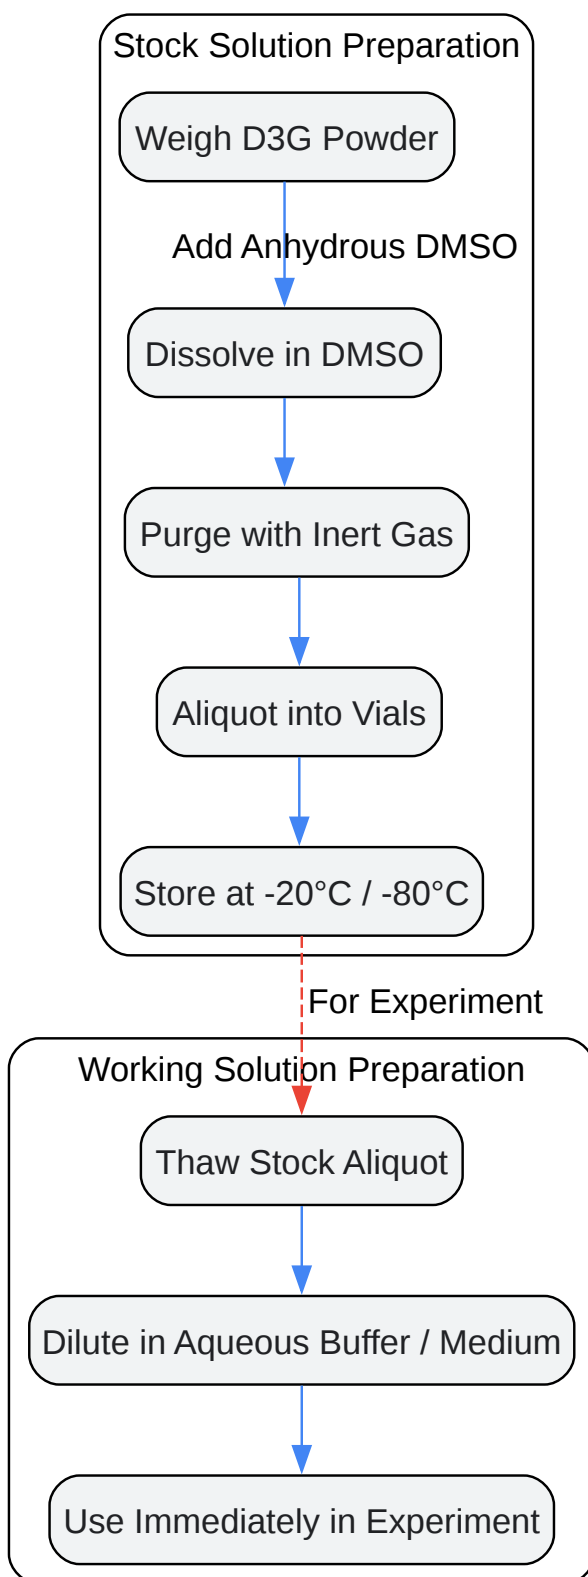 Stock Solution Preparation
Weigh D3G Powder
Add Anhydrous DMSO
Dissolve in DMSO
Purge with Inert Gas
Aliquot into Vials
Store at -20°C / -80°C
For Experiment
Working Solution Preparation
Thaw Stock Aliquot
Dilute in Aqueous Buffer / Medium
Use Immediately in Experiment